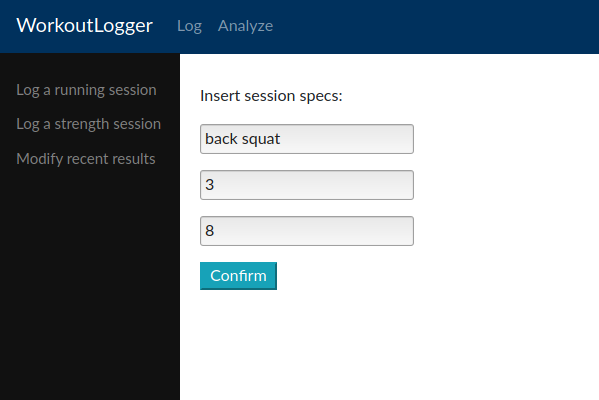 WorkoutLogger Log Analyze
Log a running session
Log a strength session
Modify recent results
Insert session specs:
back squat
3
8
Confirm